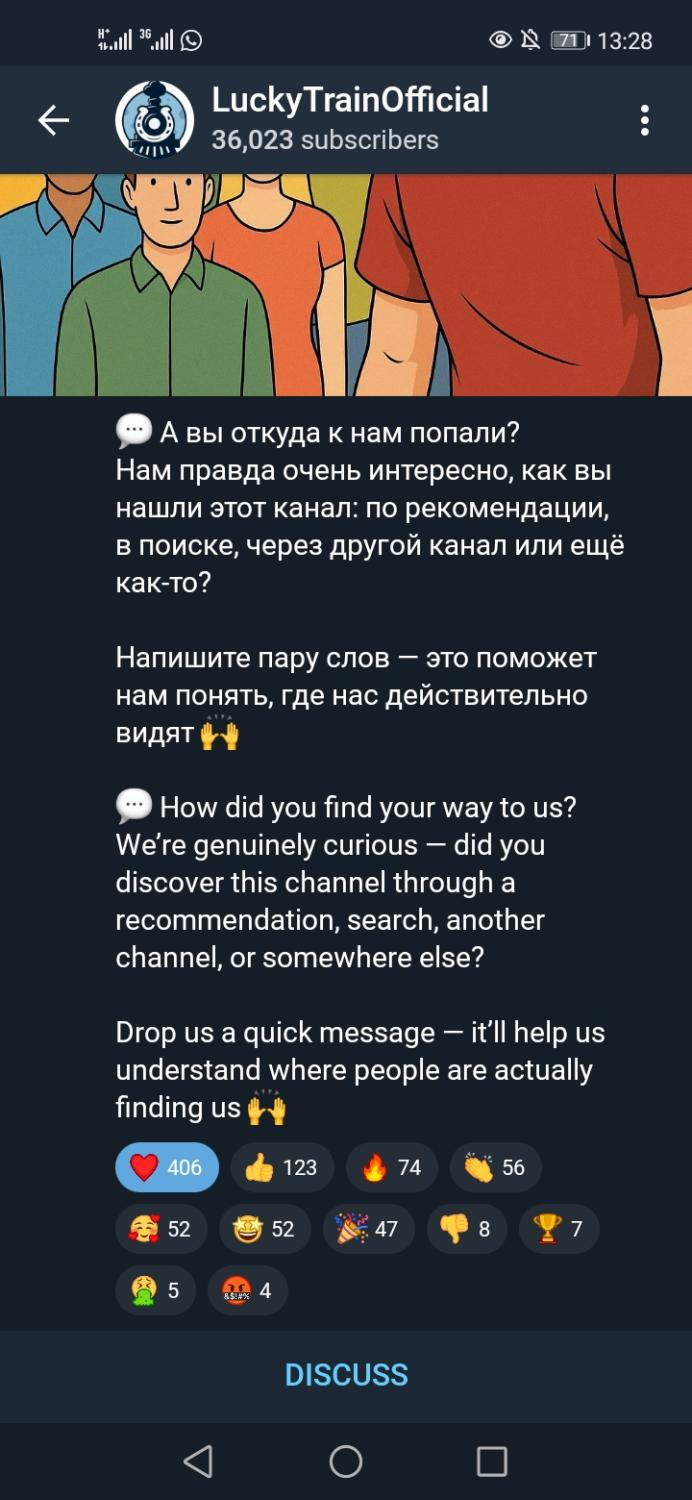 H+
3G
71
13:28
LuckyTrainOfficial
36,023 subscribers
💬 А вы откуда к нам попали?
Нам правда очень интересно, как вы
нашли этот канал: по рекомендации,
в поиске, через другой канал или ещё
как-то?
Напишите пару слов — это поможет
нам понять, где нас действительно
видят 🙌
💬 How did you find your way to us?
We’re genuinely curious — did you
discover this channel through a
recommendation, search, another
channel, or somewhere else?
Drop us a quick message — it’ll help us
understand where people are actually
finding us 🙌
❤️ 406 👍 123 🔥 74 👏 56
🥰 52 🤩 52 🎉 47 👎 8 🏆 7
🤮 5 🤬 4
DISCUSS